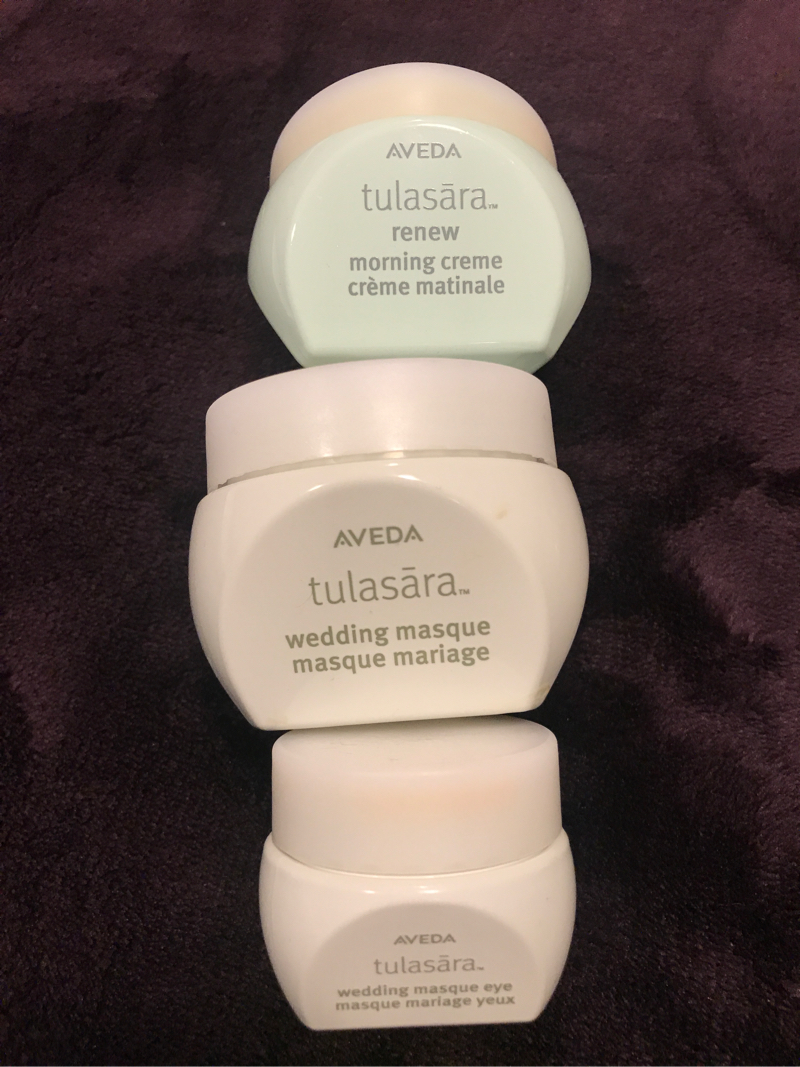 AVEDA
tulasāra™
renew
morning creme
crème matinale
AVEDA
tulasāra™
wedding masque
masque mariage
AVEDA
tulasāra™
wedding masque eye
masque mariage yeux